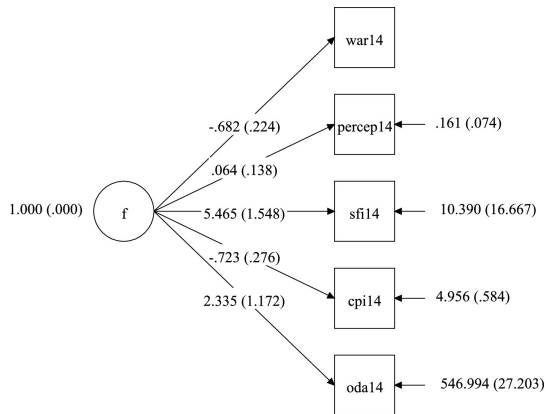 war14
-.682 (.224)
percep14
.161 (.074)
.064 (.138)
1.000 (.000)
f
5.465 (1.548)
sfi14
10.390 (16.667)
-.723 (.276)
cpi14
4.956 (.584)
2.335 (1.172)
oda14
546.994 (27.203)